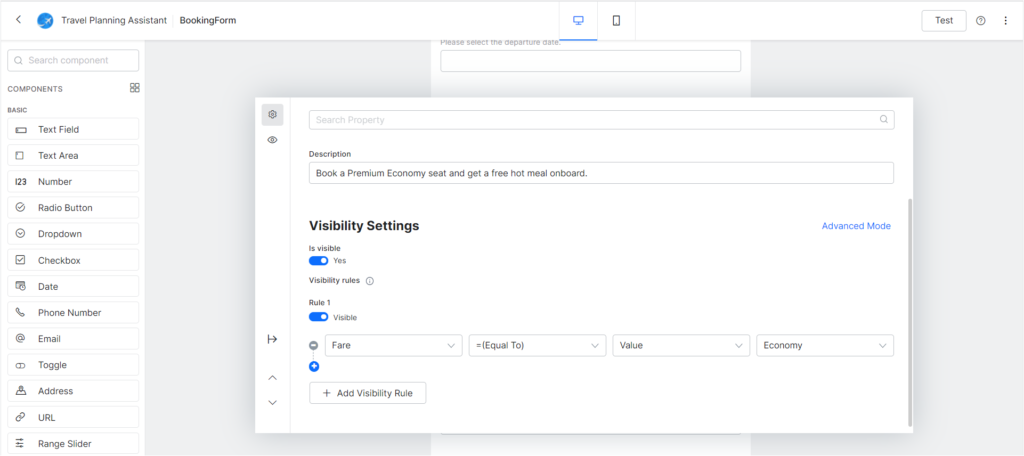 Travel Planning Assistant BookingForm Test
Search component
COMPONENTS
BASIC
Text Field
Text Area
123 Number
Radio Button
Dropdown
Checkbox
Date
Phone Number
Email
Toggle
Address
URL
Range Slider
Please select the departure date.
Search Property
Description
Book a Premium Economy seat and get a free hot meal onboard.
Visibility Settings Advanced Mode
Is visible
Yes
Visibility rules
Rule 1
Visible
Fare =(Equal To) Value Economy
+ Add Visibility Rule